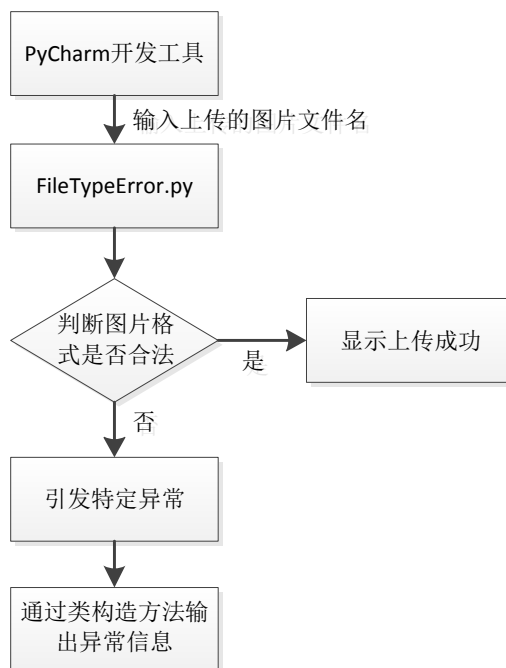 PyCharm开发工具
输入上传的图片文件名
FileTypeError.py
判断图片格
式是否合法
是
显示上传成功
否
引发特定异常
通过类构造方法输
出异常信息